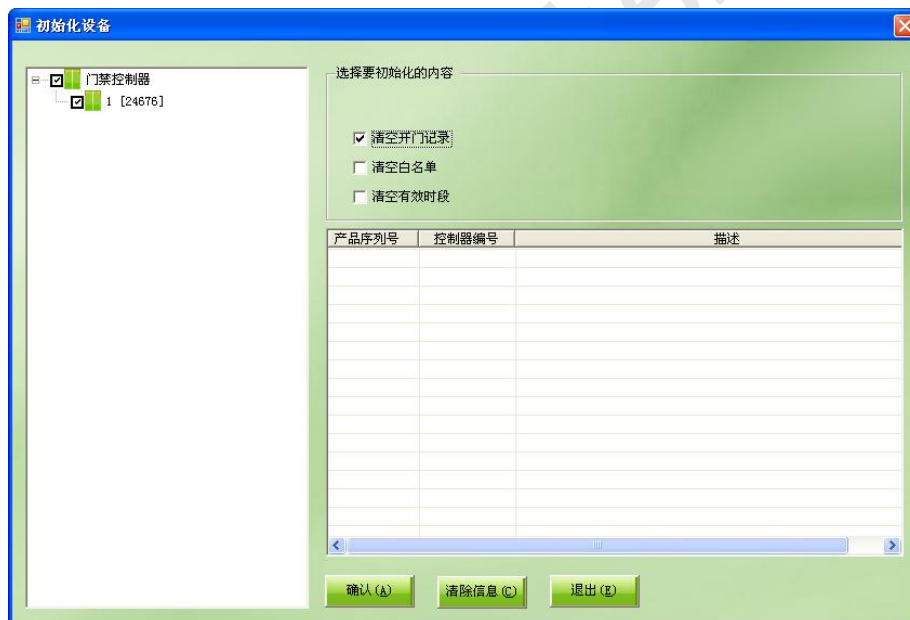 初始化设备
门禁控制器
1 [24676]
选择要初始化的内容
清空开门记录
清空白名单
清空有效时段
产品序列号 控制器编号 描述
确认(A) 清除信息(C) 退出(E)